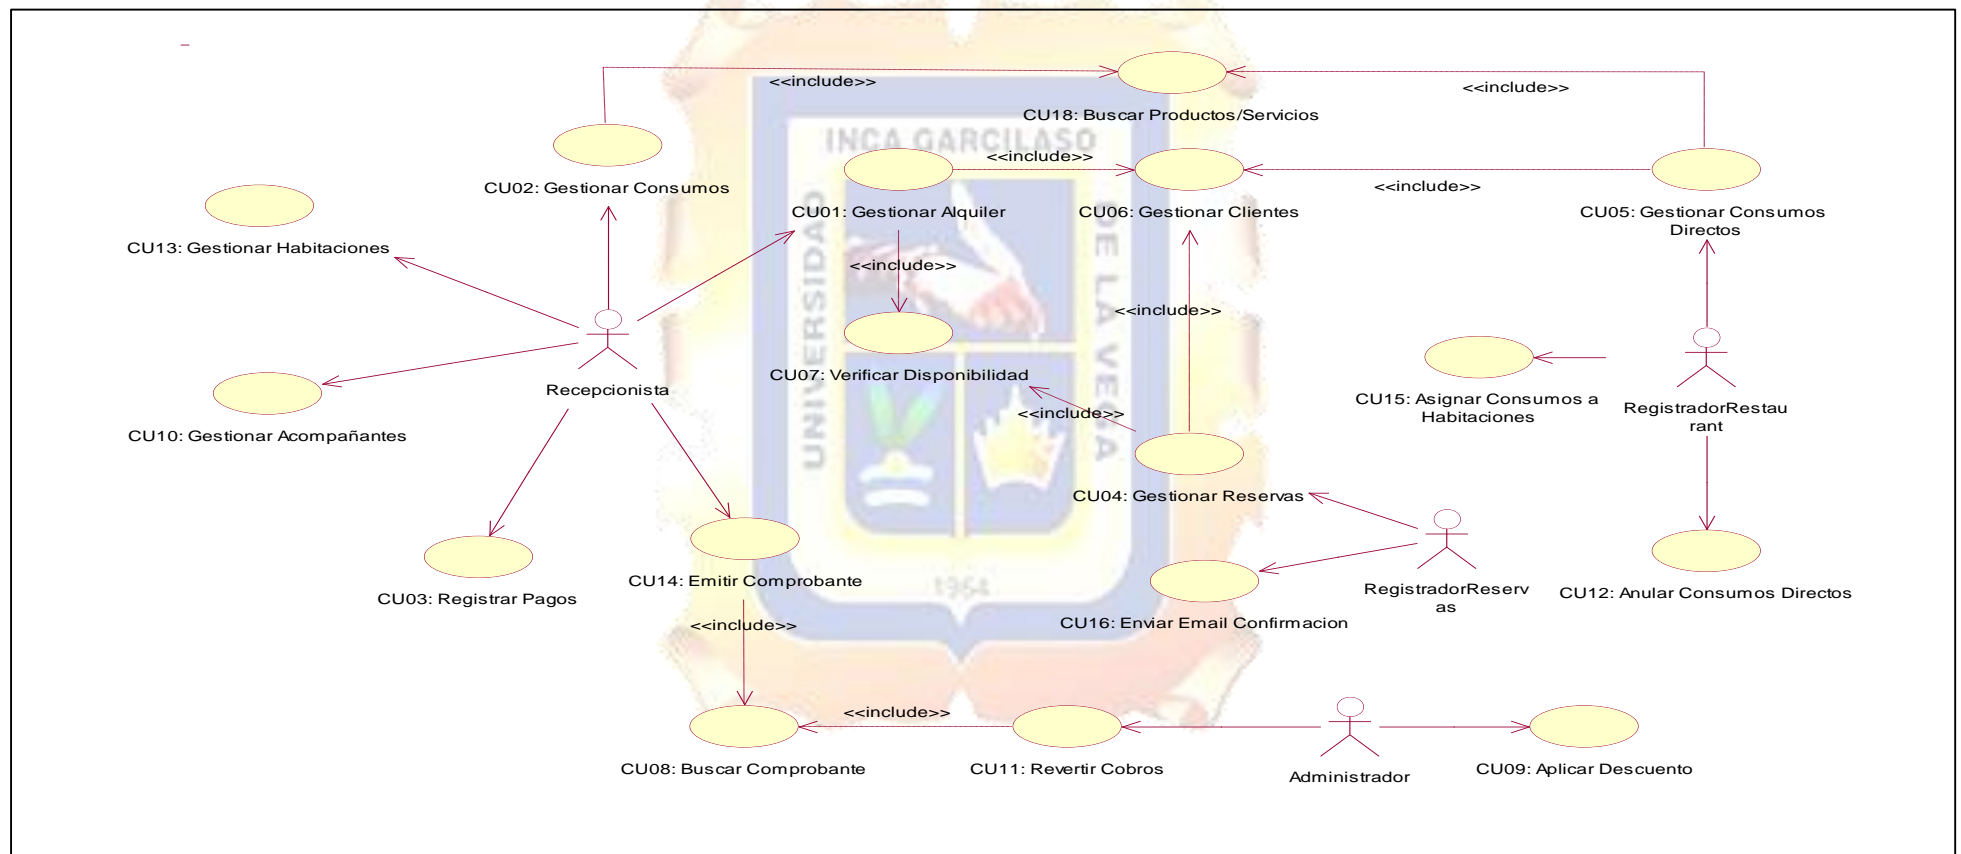 <<include>>
<<include>>
CU18: Buscar Productos/Servicios
INCA GARCILASO
<<include>>
<<include>>
CU02: Gestionar Consumos
CU01: Gestionar Alquiler
CU06: Gestionar Clientes
CU05: Gestionar Consumos
Directos
CU13: Gestionar Habitaciones
UNIVERSIDAD
DE LA VEGA
<<include>>
<<include>>
CU07: Verificar Disponibilidad
Recepcionista
<<include>>
CU15: Asignar Consumos a
Habitaciones
RegistradorRestau
rant
CU10: Gestionar Acompañantes
CU04: Gestionar Reservas
CU14: Emitir Comprobante
1964
RegistradorReserv
as
CU12: Anular Consumos Directos
CU03: Registrar Pagos
CU16: Enviar Email Confirmacion
<<include>>
<<include>>
CU08: Buscar Comprobante
CU11: Revertir Cobros
Administrador
CU09: Aplicar Descuento